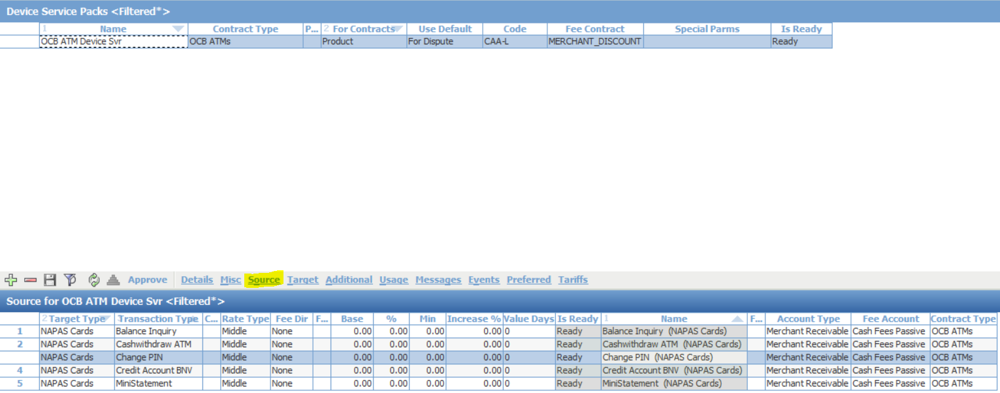 Device Service Packs <Filtered*>
1 Name Contract Type P... 2 For Contracts Use Default Code Fee Contract Special Parms Is Ready
OCB ATM Device Svr OCB ATMs Product For Dispute CAA-L MERCHANT_DISCOUNT Ready
Approve Details Misc Source Target Additional Usage Messages Events Preferred Tariffs
Source for OCB ATM Device Svr <Filtered*>
2 Target Type Transaction Type C... Rate Type Fee Dir F... Base % Min Increase % Value Days Is Ready 1 Name F... Account Type Fee Account Contract Type
1 NAPAS Cards Balance Inquiry Middle None 0.00 0.00 0.00 0.00 0 Ready Balance Inquiry (NAPAS Cards) Merchant Receivable Cash Fees Passive OCB ATMs
2 NAPAS Cards Cashwithdraw ATM Middle None 0.00 0.00 0.00 0.00 0 Ready Cashwithdraw ATM (NAPAS Cards) Merchant Receivable Cash Fees Passive OCB ATMs
NAPAS Cards Change PIN Middle None 0.00 0.00 0.00 0.00 0 Ready Change PIN (NAPAS Cards) Merchant Receivable Cash Fees Passive OCB ATMs
4 NAPAS Cards Credit Account BNV Middle None 0.00 0.00 0.00 0.00 0 Ready Credit Account BNV (NAPAS Cards) Merchant Receivable Cash Fees Passive OCB ATMs
5 NAPAS Cards MiniStatement Middle None 0.00 0.00 0.00 0.00 0 Ready MiniStatement (NAPAS Cards) Merchant Receivable Cash Fees Passive OCB ATMs